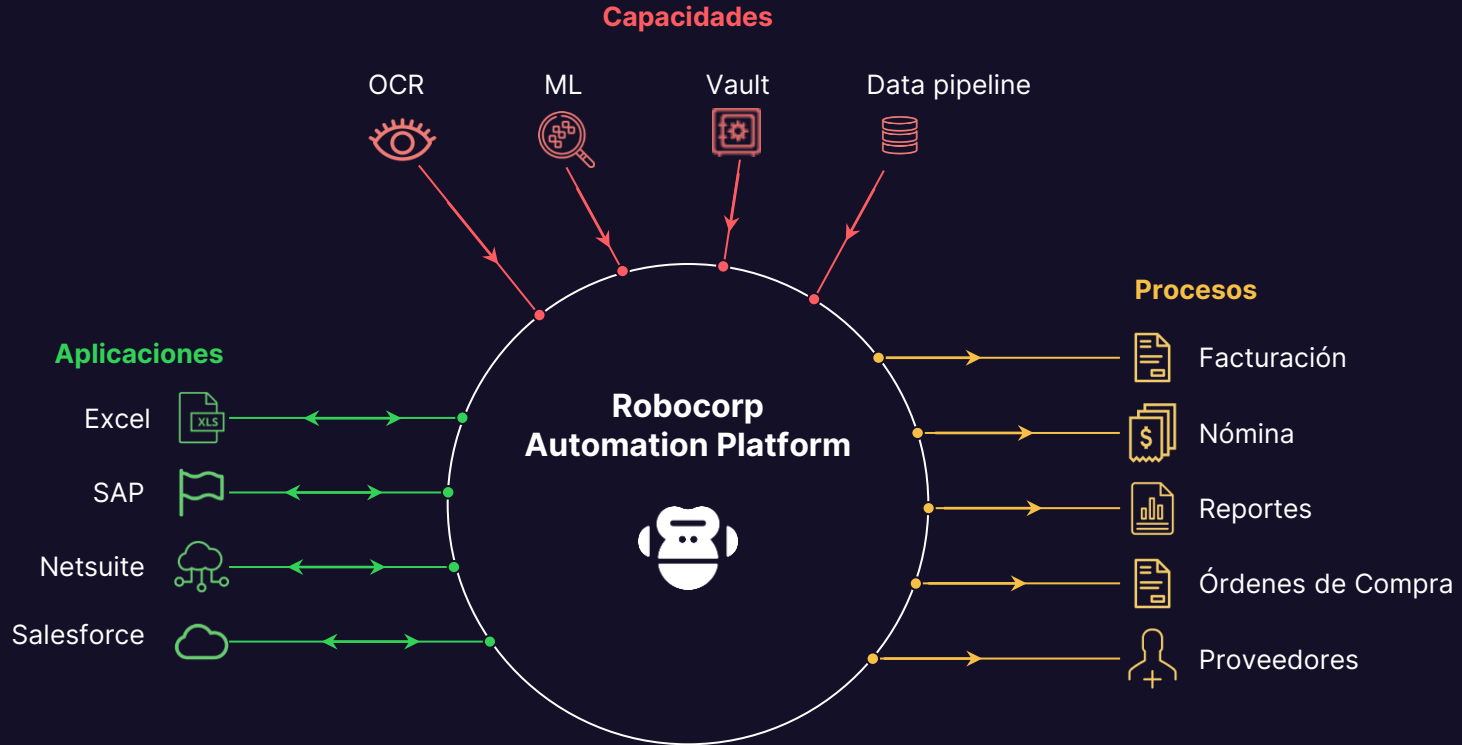 Capacidades
OCR
ML
Vault
Data pipeline
Aplicaciones
Excel
XLS
SAP
Netsuite
Salesforce
Robocorp
Automation Platform
Procesos
Facturación
$
Nómina
Reportes
Órdenes de Compra
Proveedores